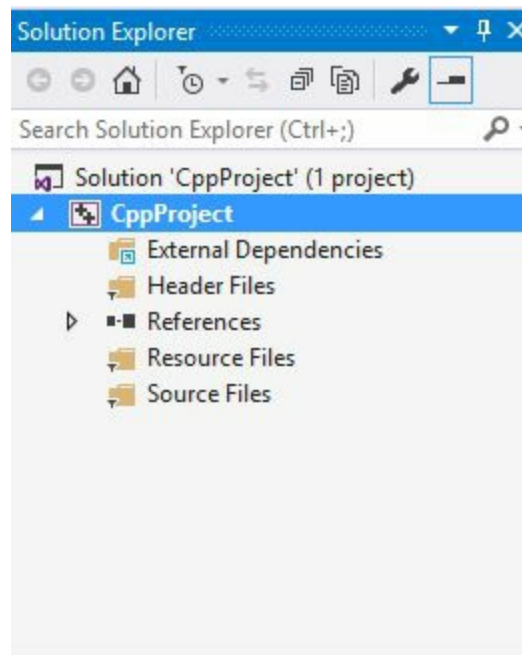 Solution Explorer
Search Solution Explorer (Ctrl+;)
Solution 'CppProject' (1 project)
CppProject
External Dependencies
Header Files
References
Resource Files
Source Files